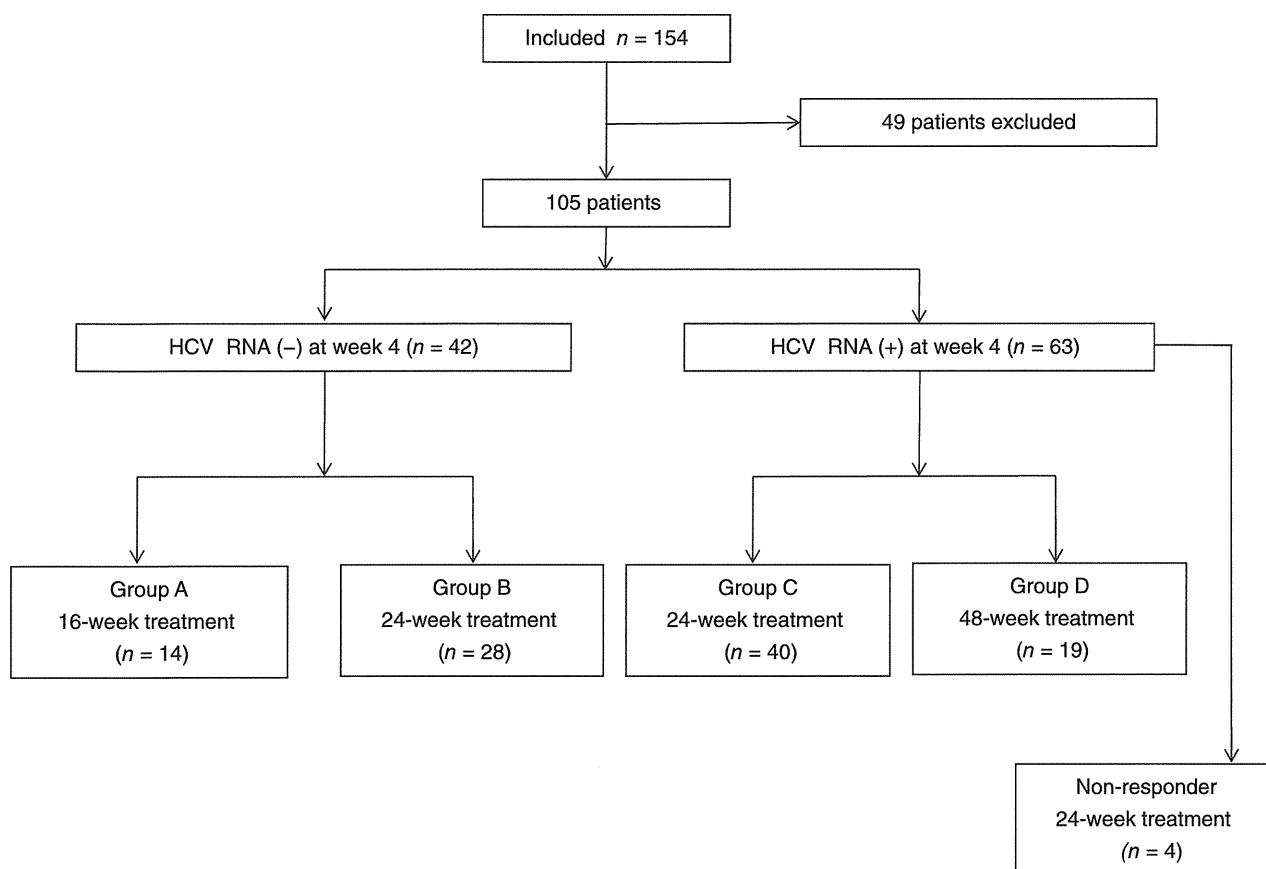 Included n = 154
49 patients excluded
105 patients
HCV RNA (−) at week 4 (n = 42)
HCV RNA (+) at week 4 (n = 63)
Group A
16-week treatment
(n = 14)
Group B
24-week treatment
(n = 28)
Group C
24-week treatment
(n = 40)
Group D
48-week treatment
(n = 19)
Non-responder
24-week treatment
(n = 4)